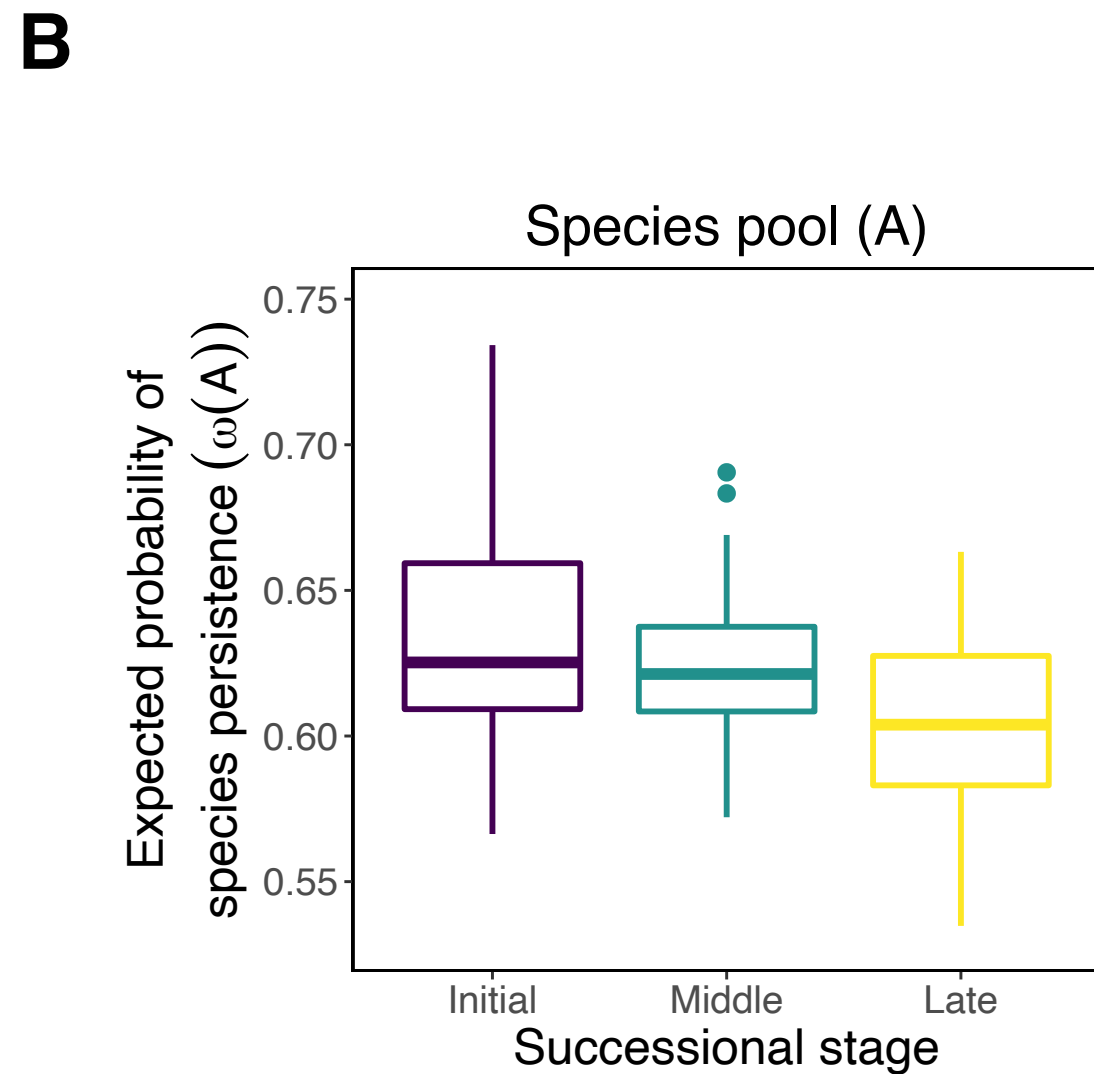 B
Species pool (A)
Expected probability of
species persistence (ω(A))
0.75
0.70
0.65
0.60
0.55
Initial
Middle
Late
Successional stage